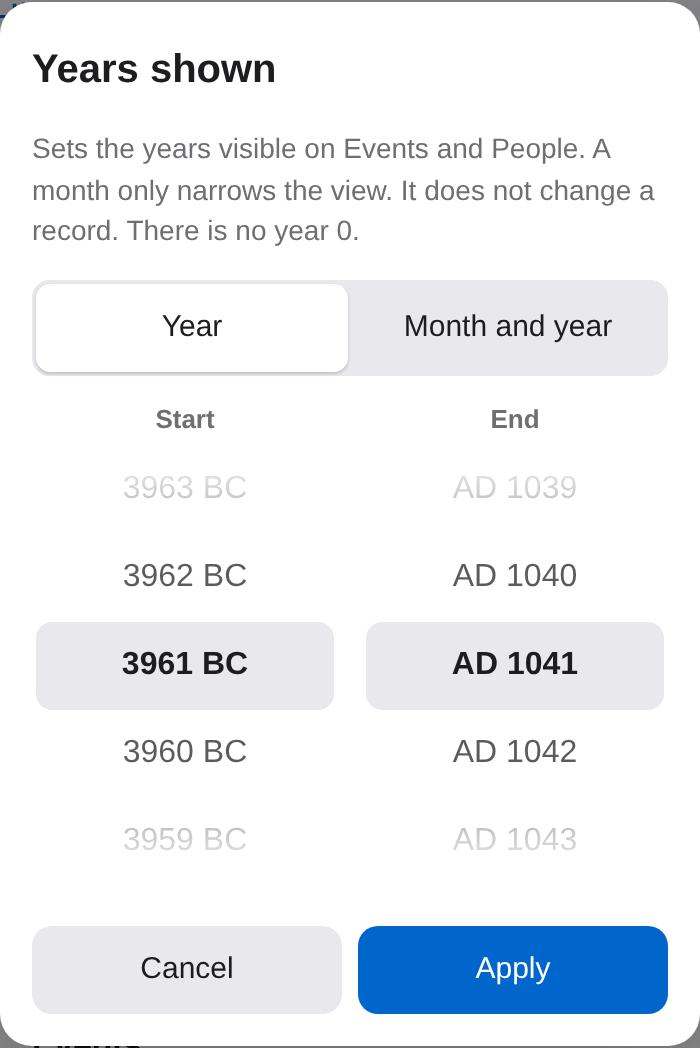 Years shown
Sets the years visible on Events and People. A
month only narrows the view. It does not change a
record. There is no year 0.
Year
Month and year
Start
End
3963 BC
AD 1039
3962 BC
AD 1040
3961 BC
AD 1041
3960 BC
AD 1042
3959 BC
AD 1043
Cancel
Apply